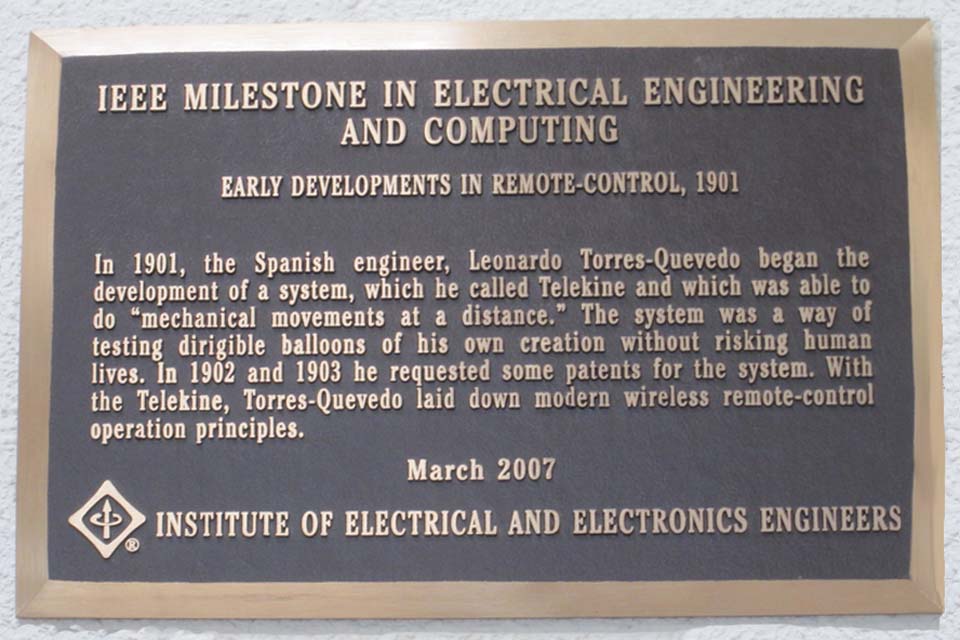 IEEE MILESTONE IN ELECTRICAL ENGINEERING
AND COMPUTING
EARLY DEVELOPMENTS IN REMOTE-CONTROL, 1901
In 1901, the Spanish engineer, Leonardo Torres-Quevedo began the
development of a system, which he called Telekine and which was able to
do “mechanical movements at a distance.” The system was a way of
testing dirigible balloons of his own creation without risking human
lives. In 1902 and 1903 he requested some patents for the system. With
the Telekine, Torres-Quevedo laid down modern wireless remote-control
operation principles.
March 2007
® INSTITUTE OF ELECTRICAL AND ELECTRONICS ENGINEERS